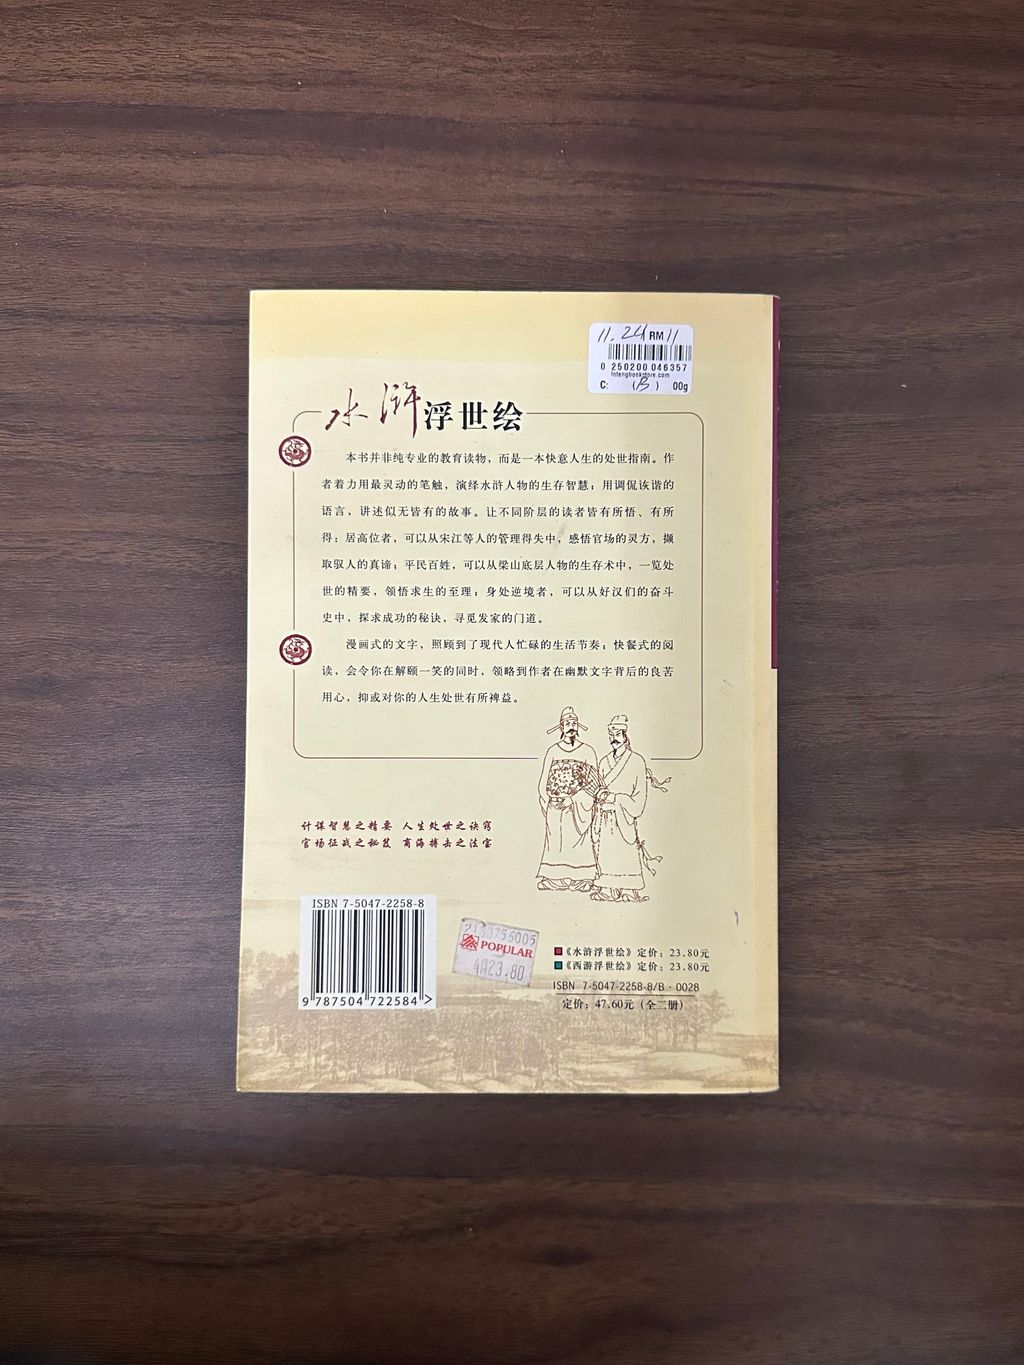 11.24 RM 11
0 250200 046357
lotengbookstore.com
C: (B) 00g
水浒浮世绘
本书并非纯专业的教育读物，而是一本快意人生的处世指南。作
者着力用最灵动的笔触，演绎水浒人物的生存智慧；用调侃诙谐的
语言，讲述似无皆有的故事。让不同阶层的读者皆有所悟、有所
得：居高位者，可以从宋江等人的管理得失中，感悟官场的灵方，撷
取驭人的真谛；平民百姓，可以从梁山底层人物的生存术中，一览处
世的精要，领悟求生的至理；身处逆境者，可以从好汉们的奋斗
史中，探求成功的秘诀，寻觅发家的门道。
漫画式的文字，照顾到了现代人忙碌的生活节奏；快餐式的阅
读，会令你在解颐一笑的同时，领略到作者在幽默文字背后的良苦
用心，抑或对你的人生处世有所裨益。
计谋智慧之精要 人生处世之诀窍
官场征战之秘笈 商海搏击之法宝
ISBN 7-5047-2258-8
9 787504 722584 >
POPULAR
23.80
《水浒浮世绘》定价：23.80元
《西游浮世绘》定价：23.80元
ISBN 7-5047-2258-8/B·0028
定价：47.60元（全二册）